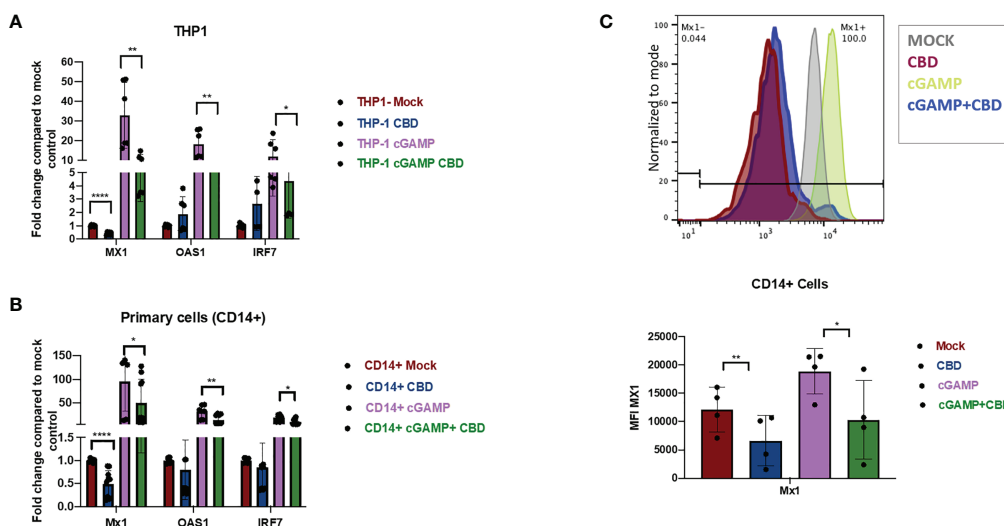 A
THP1
Fold change compared to mock
control
60
50
40
30
20
10
5
4
3
2
1
0
****
**
**
*
MX1
OAS1
IRF7
THP1- Mock
THP-1 CBD
THP-1 cGAMP
THP-1 cGAMP CBD
B
Primary cells (CD14+)
Fold change compared to mock
control
150
100
50
1.5
1.0
0.5
0.0
****
*
**
*
Mx1
OAS1
IRF7
CD14+ Mock
CD14+ CBD
CD14+ cGAMP
CD14+ cGAMP+ CBD
C
Normalized to mode
100
80
60
40
20
0
Mx1–
0.044
Mx1+
100.0
10¹
10³
10⁴
MOCK
CBD
cGAMP
cGAMP+CBD
CD14+ Cells
MFI MX1
25000
20000
15000
10000
5000
0
**
*
Mx1
Mock
CBD
cGAMP
cGAMP+CBD